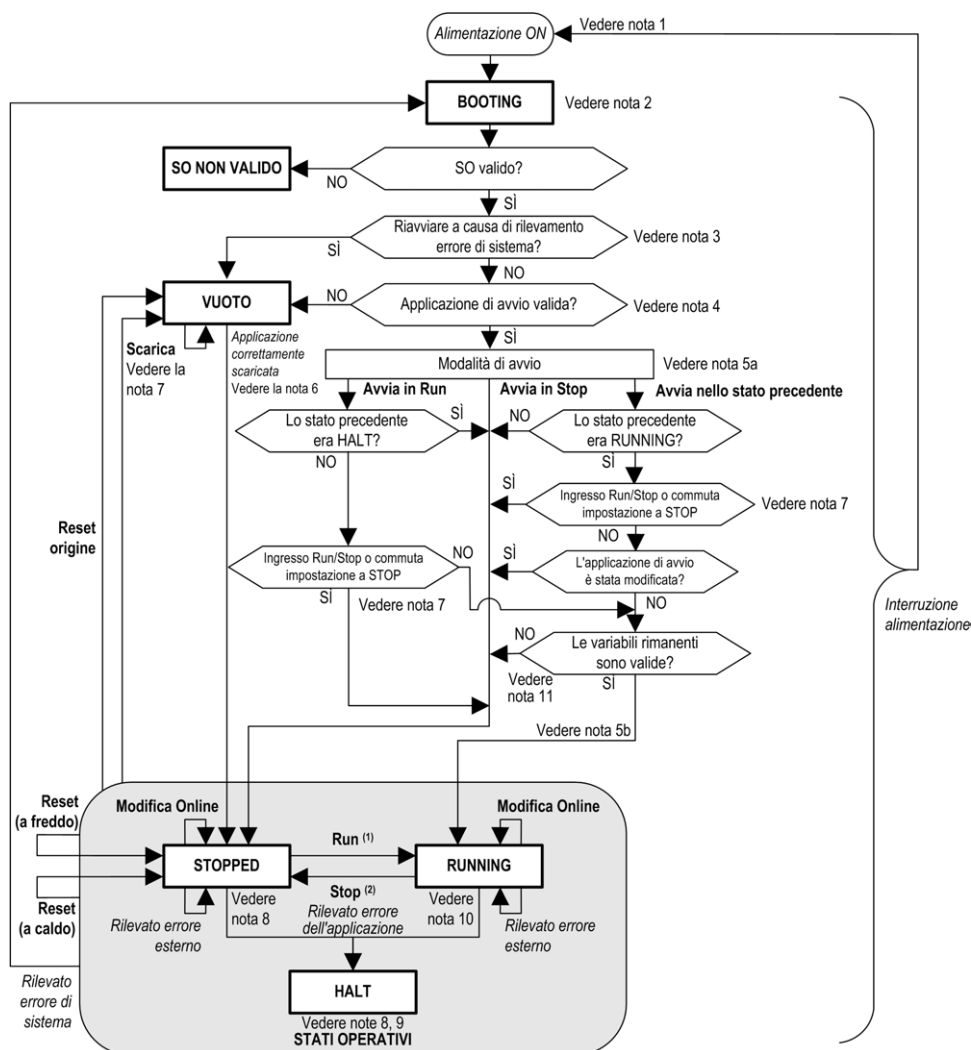 Alimentazione ON
Vedere nota 1
BOOTING
Vedere nota 2
SO NON VALIDO
NO
SO valido?
SÌ
Riavviare a causa di rilevamento
errore di sistema?
Vedere nota 3
SÌ
NO
VUOTO
NO
Applicazione di avvio valida?
Vedere nota 4
SÌ
Scarica
Vedere la
nota 7
Applicazione
correttamente
scaricata
Vedere la nota 6
Modalità di avvio
Vedere nota 5a
Avvia in Run
Avvia in Stop
Avvia nello stato precedente
Lo stato precedente
era HALT?
SÌ
NO
NO
Lo stato precedente
era RUNNING?
SÌ
SÌ
Ingresso Run/Stop o commuta
impostazione a STOP
Vedere nota 7
NO
Reset
origine
Ingresso Run/Stop o commuta
impostazione a STOP
NO
SÌ
Vedere nota 7
SÌ
L'applicazione di avvio
è stata modificata?
NO
Interruzione
alimentazione
NO
Le variabili rimanenti
sono valide?
Vedere
nota 11
SÌ
Vedere nota 5b
Reset
(a freddo)
Modifica Online
Modifica Online
STOPPED
Run (1)
RUNNING
Reset
(a caldo)
Rilevato errore
esterno
Vedere
nota 8
Stop (2)
Rilevato errore
dell'applicazione
Vedere
nota 10
Rilevato errore
esterno
Rilevato
errore di
sistema
HALT
Vedere note 8, 9
STATI OPERATIVI